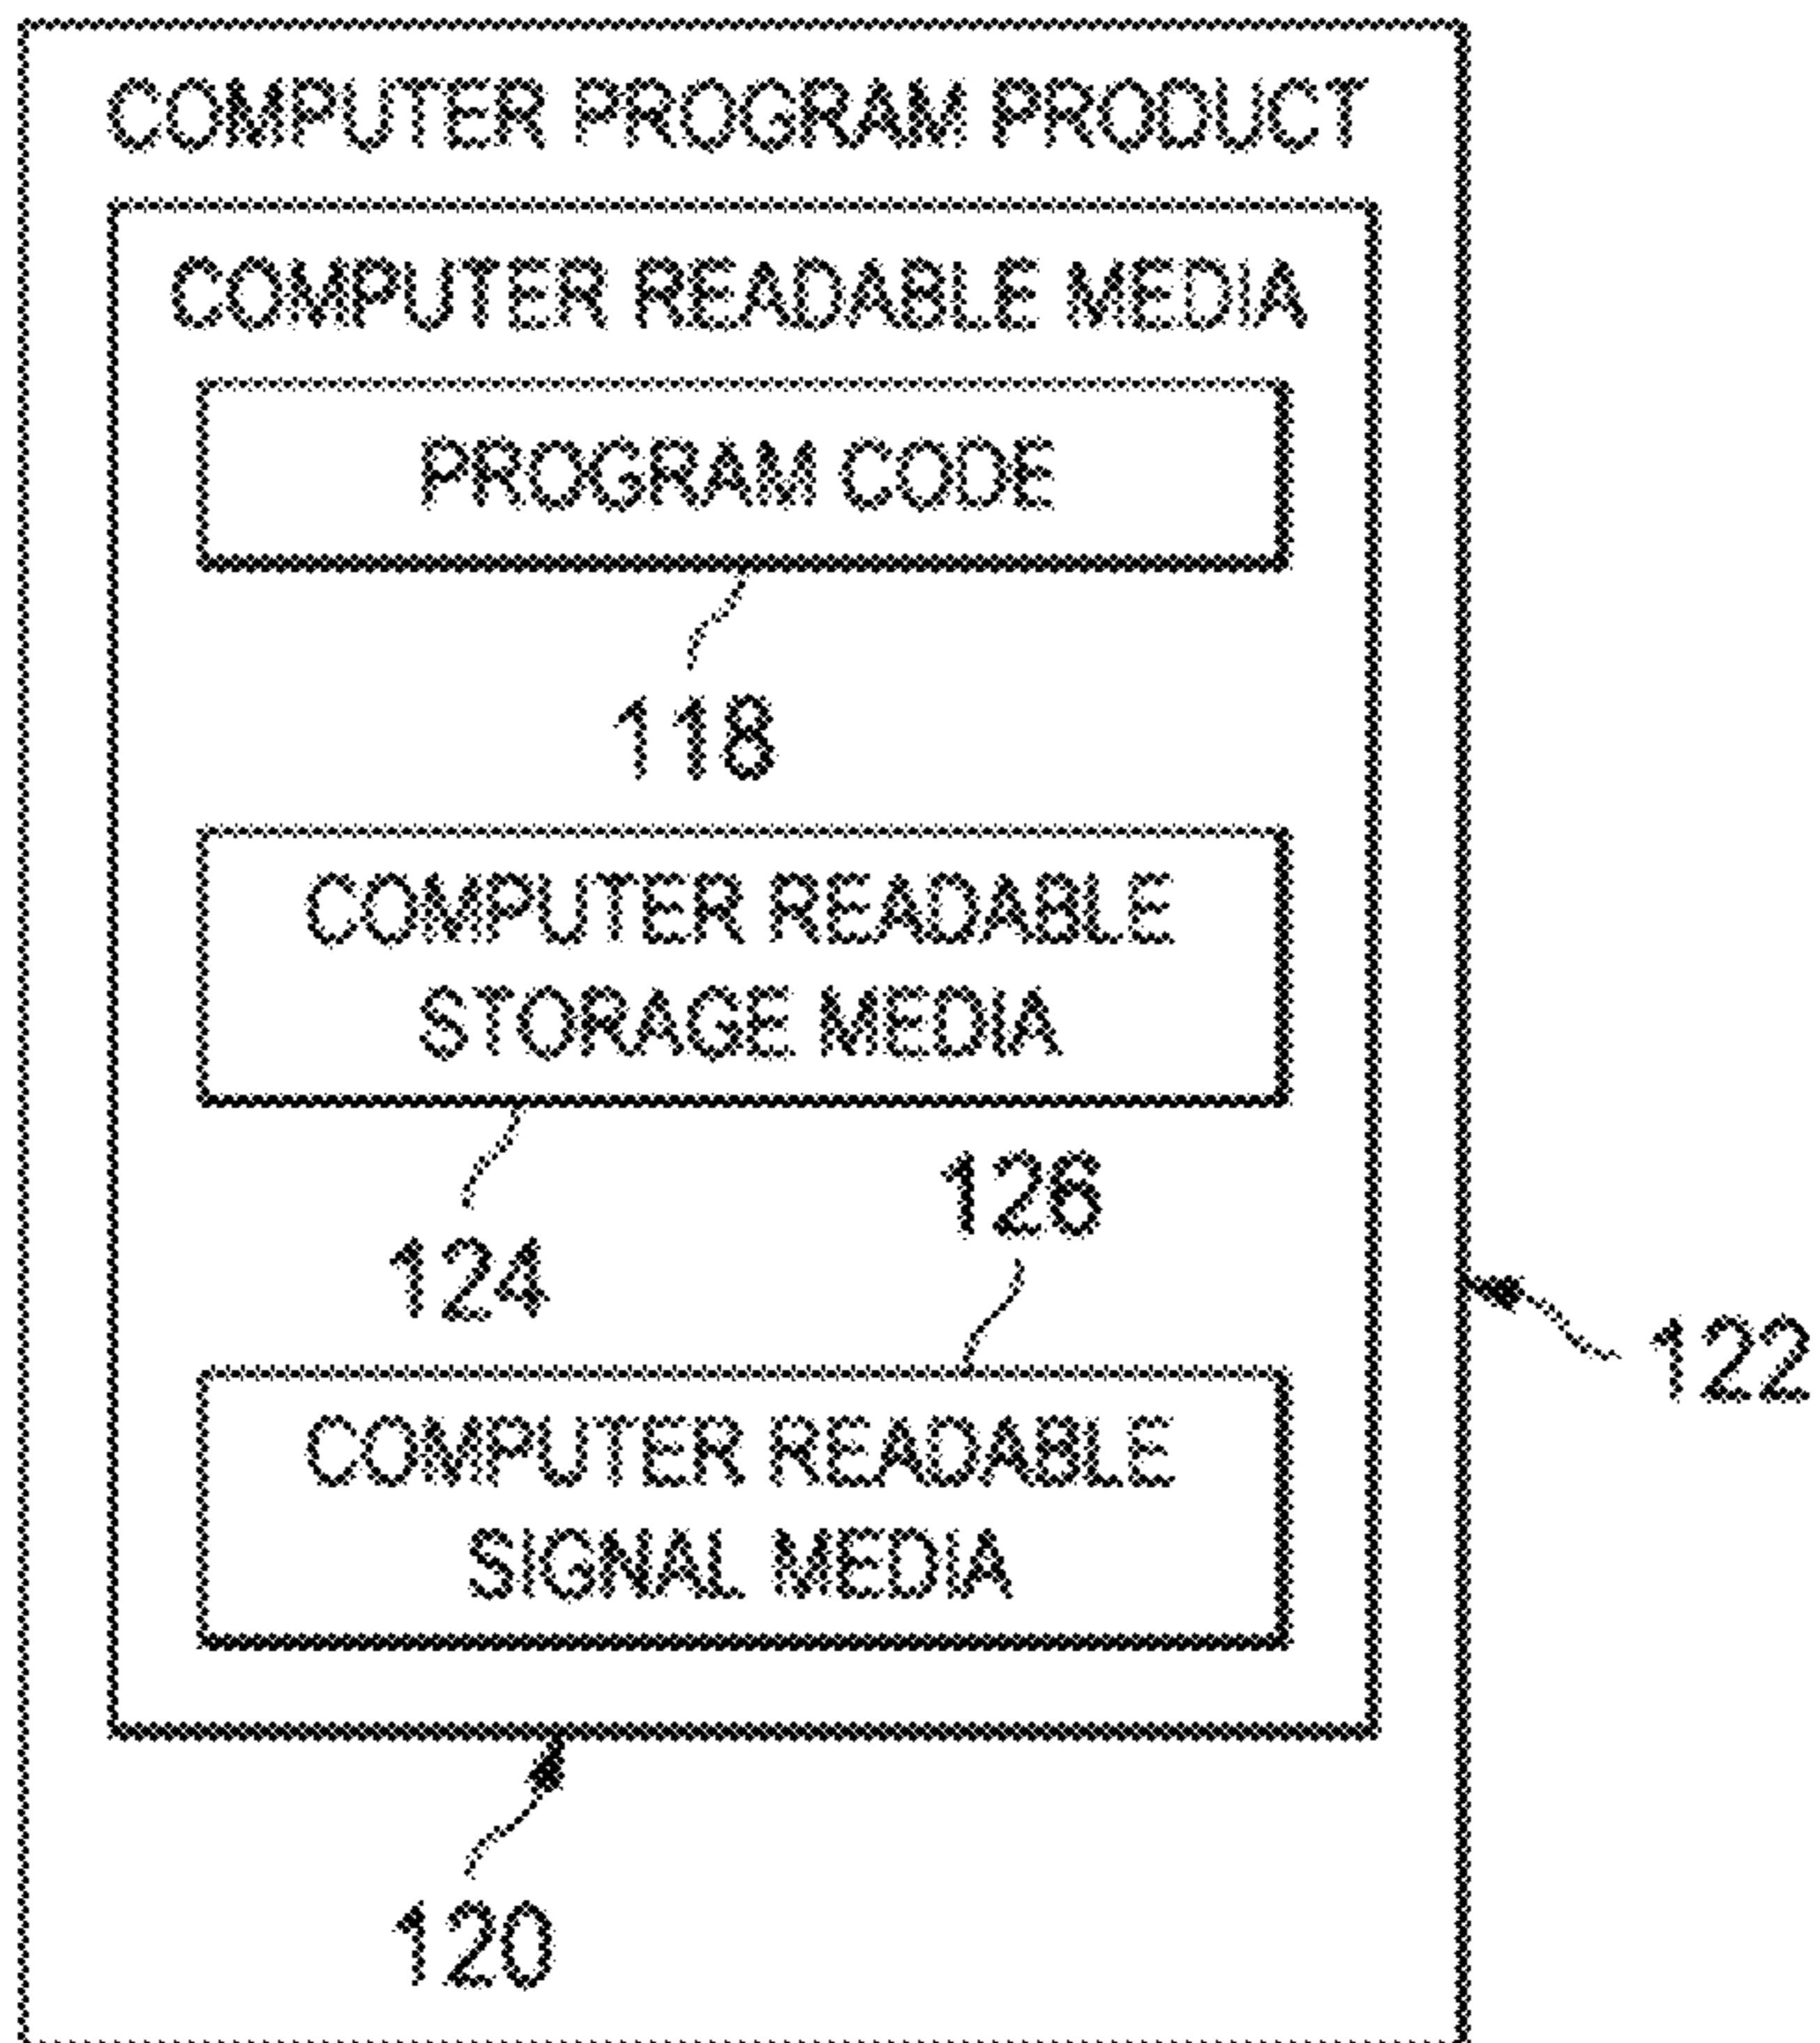 COMPUTER PROGRAM PRODUCT
COMPUTER READABLE MEDIA
PROGRAM CODE
118
COMPUTER READABLE
STORAGE MEDIA
124
126
122
COMPUTER READABLE
SIGNAL MEDIA
120